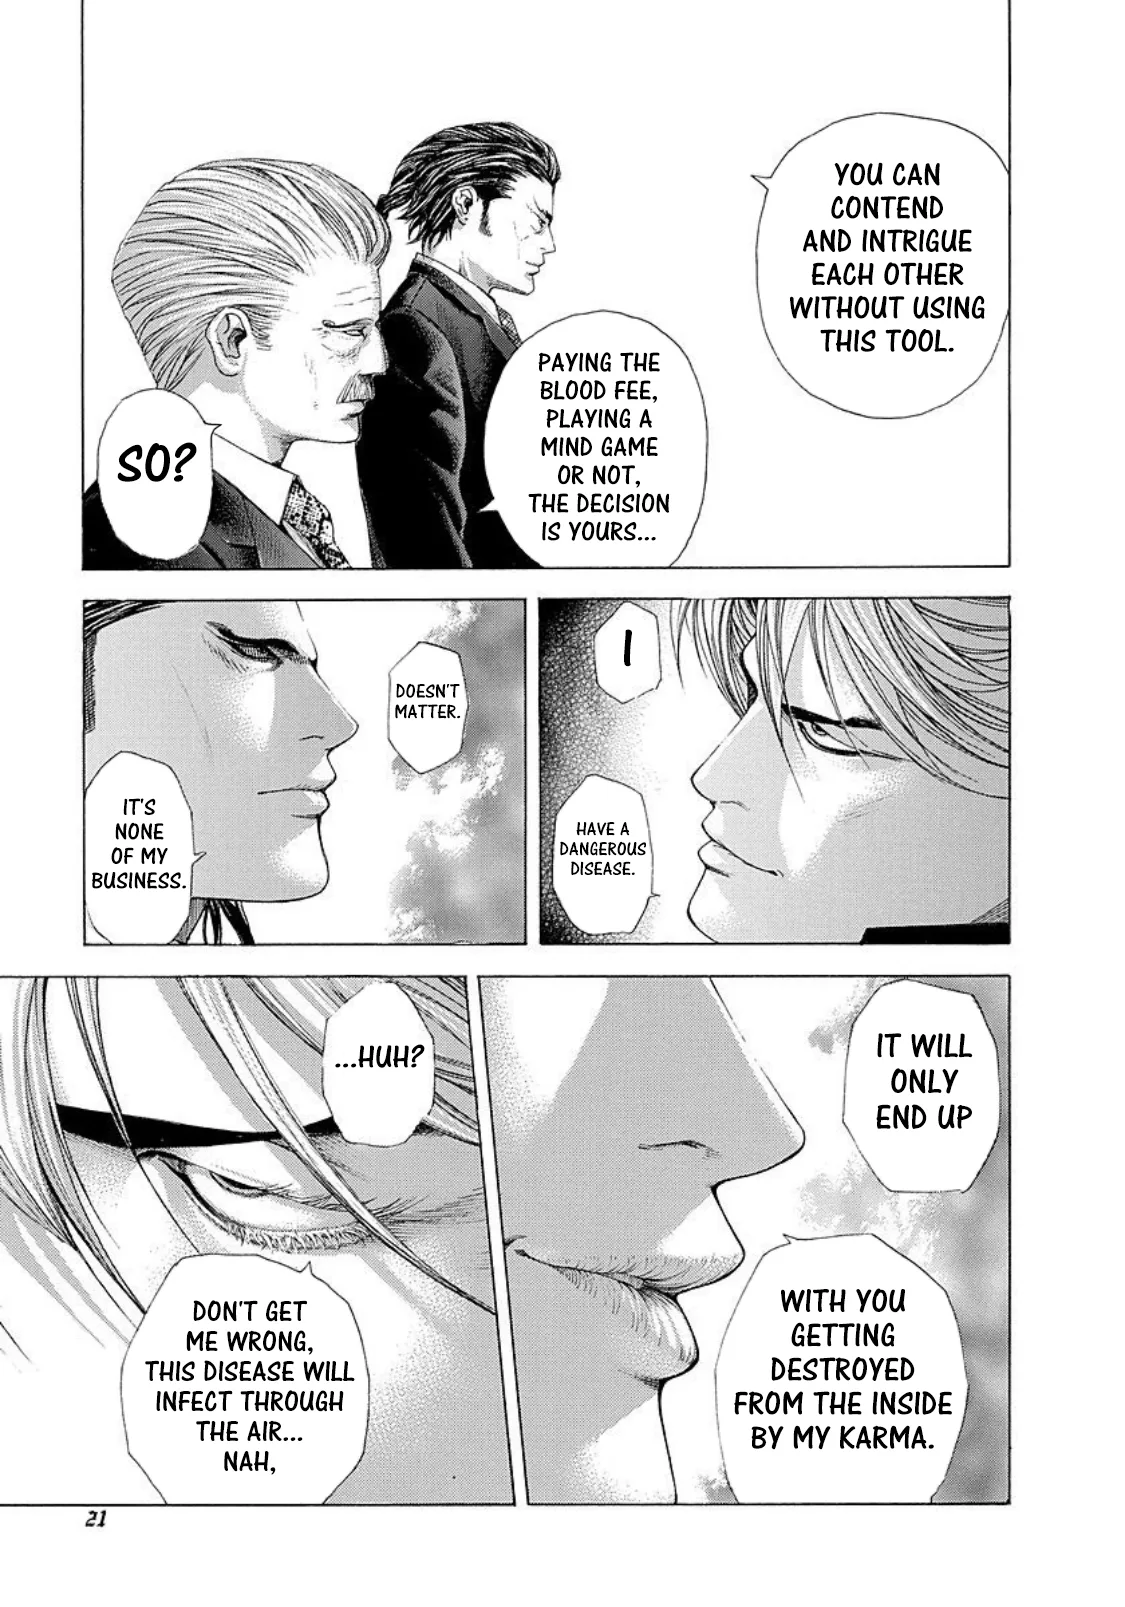 YOU CAN
CONTEND
AND INTRIGUE
EACH OTHER
WITHOUT USING
THIS TOOL.
PAYING THE
BLOOD FEE,
PLAYING A
MIND GAME
OR NOT,
THE DECISION
IS YOURS...
SO?
I
HAVE A
DANGEROUS
DISEASE.
DOESN'T
MATTER.
IT'S
NONE
OF MY
BUSINESS.
IT WILL
ONLY
END UP
WITH YOU
GETTING
DESTROYED
FROM THE INSIDE
BY MY KARMA.
...HUH?
DON'T GET
ME WRONG,
THIS DISEASE WILL
INFECT THROUGH
THE AIR...
NAH,
21